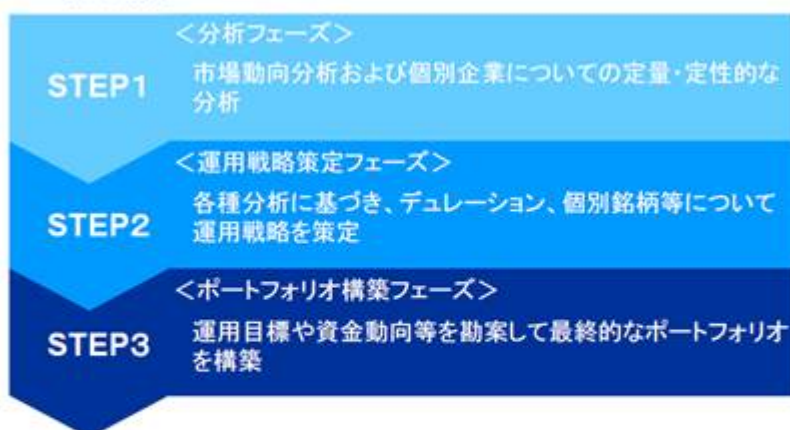 ＜分析フェーズ＞
STEP1
市場動向分析および個別企業についての定量・定性的な
分析
＜運用戦略策定フェーズ＞
STEP2
各種分析に基づき、デュレーション、個別銘柄等について
運用戦略を策定
＜ポートフォリオ構築フェーズ＞
STEP3
運用目標や資金動向等を勘案して最終的なポートフォリオ
を構築